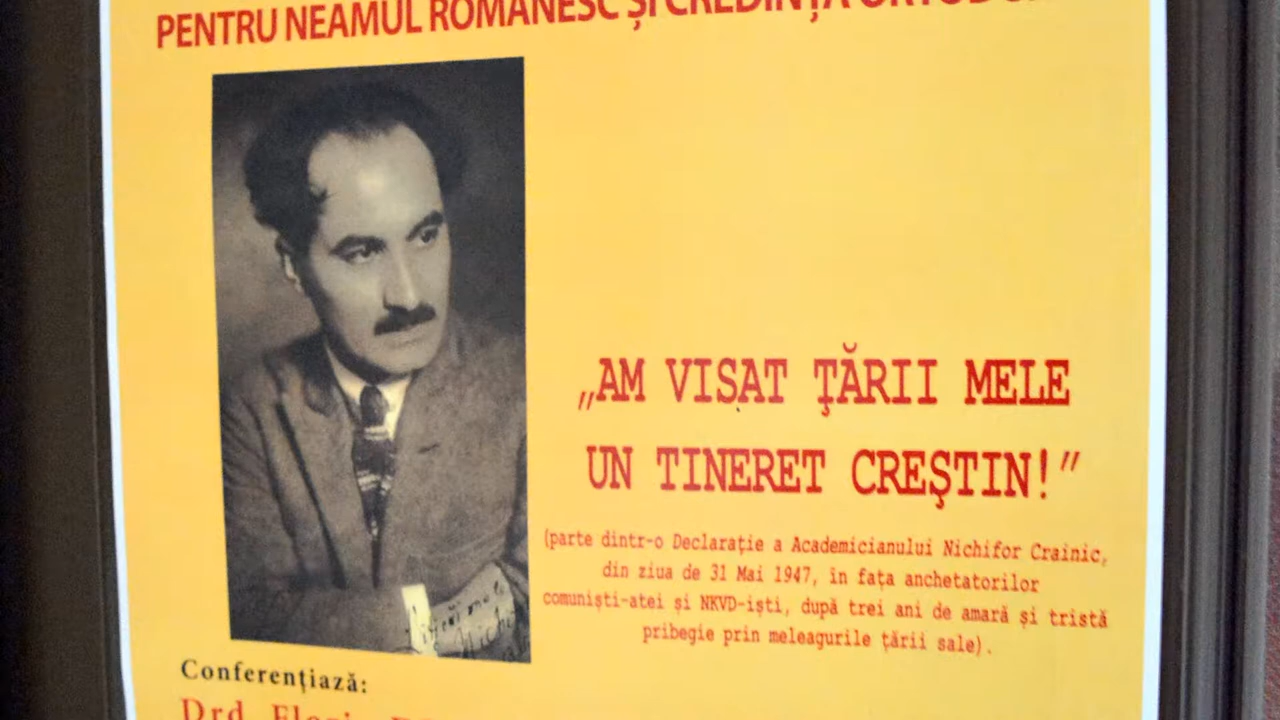 PENTRU NEAMUL ROMÂNESC ȘI CREDINȚA
„AM VISAT ŢĂRII MELE
UN TINERET CREŞTIN!”
(parte dintr-o Declarație a Academicianului Nichifor Crainic,
din ziua de 31 Mai 1947, în fața anchetatorilor
comuniști-atei și NKVD-iști, după trei ani de amară și tristă
pribegie prin meleagurile țării sale).
Conferențiază:
Drd.